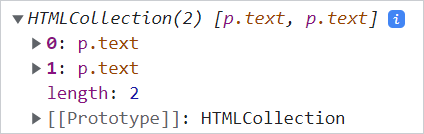 HTMLCollection(2) [p.text, p.text] i
0: p.text
1: p.text
length: 2
[[Prototype]]: HTMLCollection